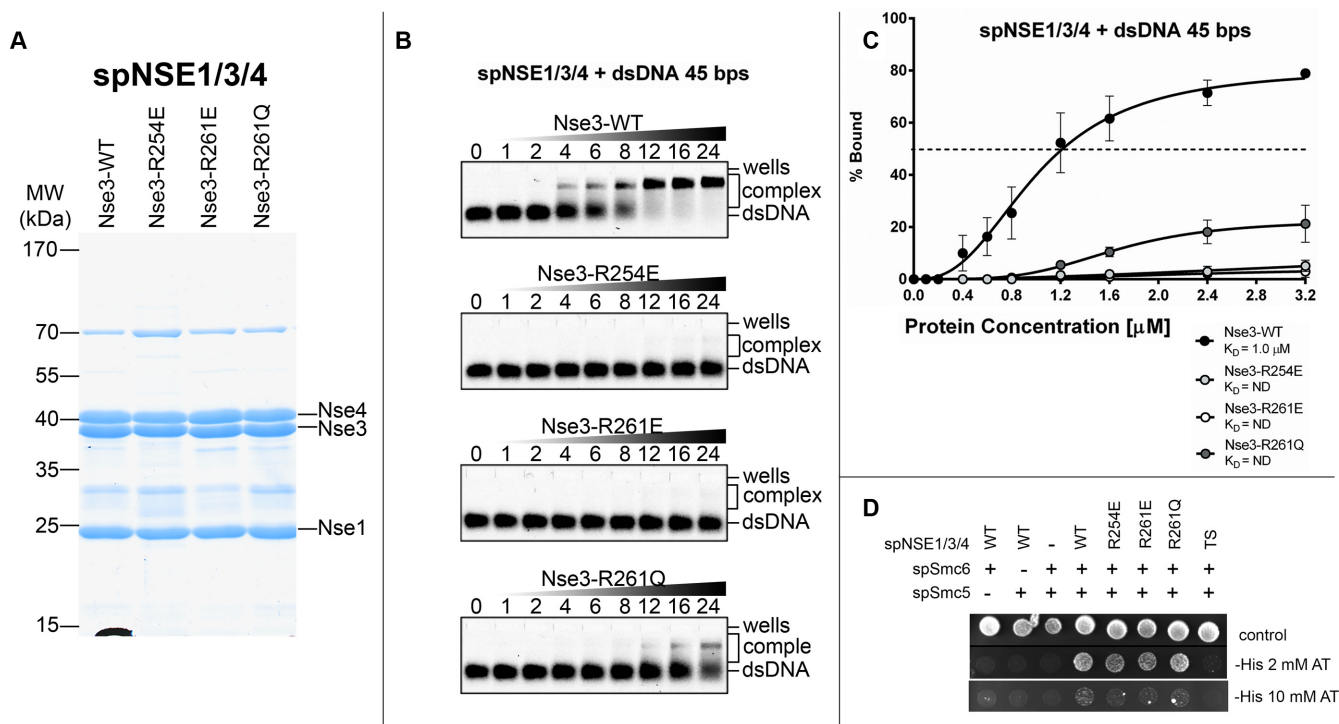 A
spNSE1/3/4
MW
(kDa)
Nse3-WT
Nse3-R254E
Nse3-R261E
Nse3-R261Q
170
70
55
40
35
25
15
Nse4
Nse3
Nse1
B
spNSE1/3/4 + dsDNA 45 bps
Nse3-WT
0 1 2 4 6 8 12 16 24
wells
complex
dsDNA
Nse3-R254E
0 1 2 4 6 8 12 16 24
wells
complex
dsDNA
Nse3-R261E
0 1 2 4 6 8 12 16 24
wells
complex
dsDNA
Nse3-R261Q
0 1 2 4 6 8 12 16 24
wells
comple
dsDNA
C
spNSE1/3/4 + dsDNA 45 bps
% Bound
100
80
60
40
20
0
0.0 0.4 0.8 1.2 1.6 2.0 2.4 2.8 3.2
Protein Concentration [μM]
Nse3-WT
KD = 1.0 μM
Nse3-R254E
KD = ND
Nse3-R261E
KD = ND
Nse3-R261Q
KD = ND
D
spNSE1/3/4 WT WT - WT R254E R261E R261Q TS
spSmc6 + - + + + + + +
spSmc5 - + + + + + + +
control
-His 2 mM AT
-His 10 mM AT